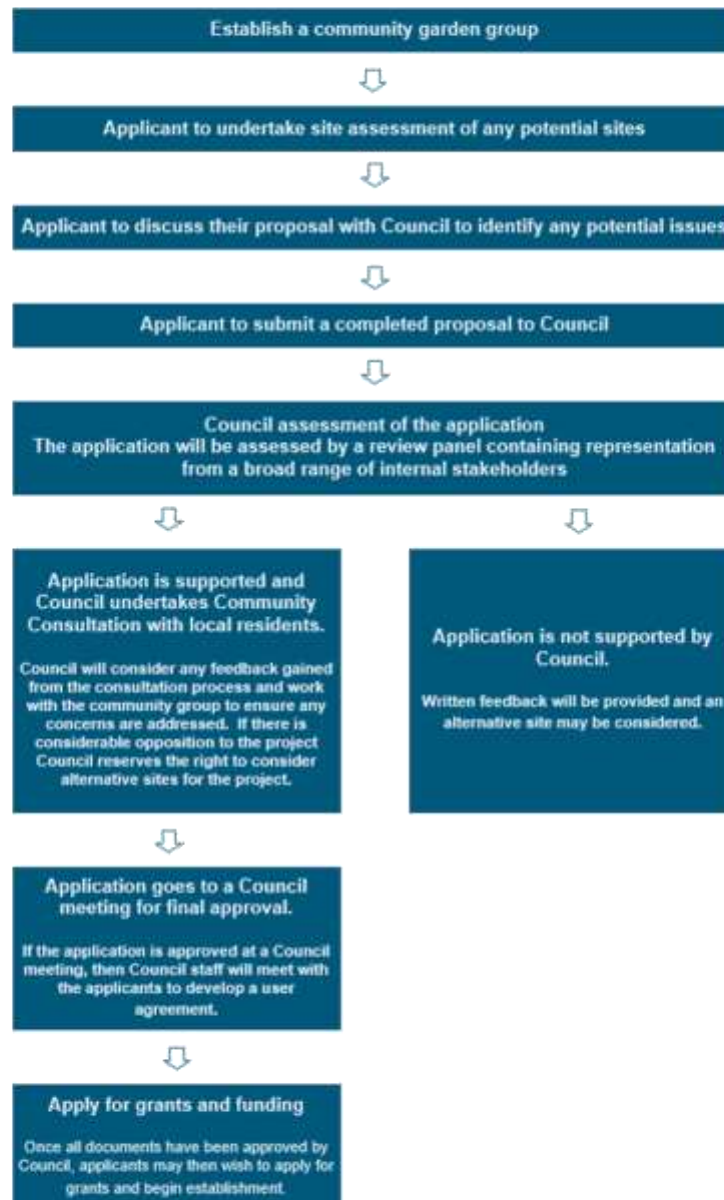 Establish a community garden group
Applicant to undertake site assessment of any potential sites
Applicant to discuss their proposal with Council to identify any potential issues
Applicant to submit a completed proposal to Council
Council assessment of the application
The application will be assessed by a review panel containing representation
from a broad range of internal stakeholders
Application is supported and
Council undertakes Community
Consultation with local residents.
Council will consider any feedback gained
from the consultation process and work
with the community group to ensure any
concerns are addressed. If there is
considerable opposition to the project
Council reserves the right to consider
alternative sites for the project.
Application is not supported by
Council.
Written feedback will be provided and an
alternative site may be considered.
Application goes to a Council
meeting for final approval.
If the application is approved at a Council
meeting, then Council staff will meet with
the applicants to develop a user
agreement.
Apply for grants and funding
Once all documents have been approved by
Council, applicants may then wish to apply for
grants and begin establishment.